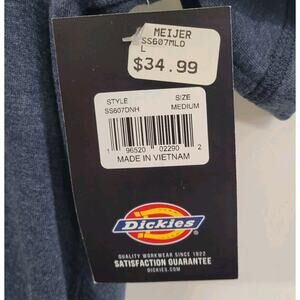 MEIJER
SS607MLD
L
$34.99
STYLE SIZE
SS607DNH MEDIUM
1 96520 02290 2
MADE IN VIETNAM
Dickies
QUALITY WORKWEAR SINCE 1922
SATISFACTION GUARANTEE
DICKIES.COM